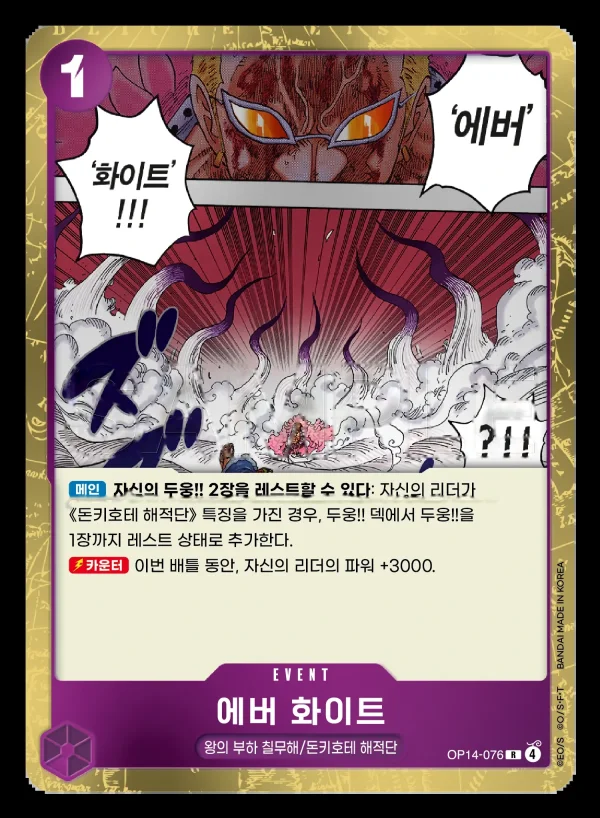 1
'에버'
'화이트'
!!!
ズズ
?!!
메인 자신의 두웅!! 2장을 레스트할 수 있다: 자신의 리더가
《돈키호테 해적단》 특징을 가진 경우, 두웅!! 덱에서 두웅!!을
1장까지 레스트 상태로 추가한다.
카운터 이번 배틀 동안, 자신의 리더의 파워 +3000.
EVENT
에버 화이트
왕의 부하 칠무해/돈키호테 해적단
OP14-076 R 4
©EO/S ©O/S·F·T BANDAI MADE IN KOREA